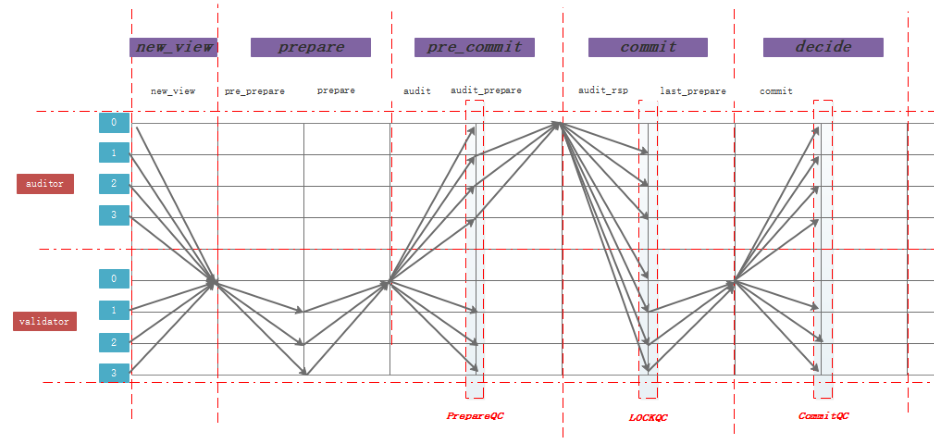 new_view prepare pre_commit commit decide
new_view pre_prepare prepare audit audit_prepare audit_rsp last_prepare commit
0
1
auditor
2
3
0
1
validator
2
3
PrepareQC LOCKQC CommitQC